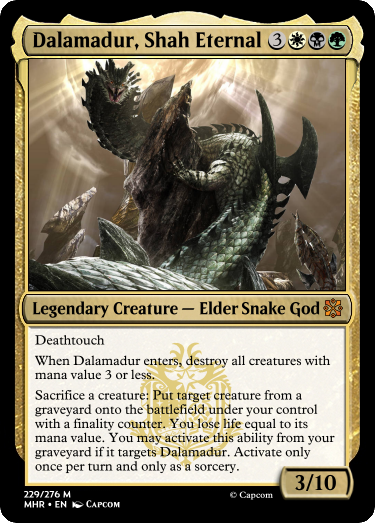 Dalamadur, Shah Eternal 3
Legendary Creature — Elder Snake God
Deathtouch
When Dalamadur enters, destroy all creatures with
mana value 3 or less.
Sacrifice a creature: Put target creature from a
graveyard onto the battlefield under your control
with a finality counter. You lose life equal to its
mana value. You may activate this ability from your
graveyard if it targets Dalamadur. Activate only
once per turn and only as a sorcery.
3/10
229/276 M
MHR • EN Capcom
© Capcom